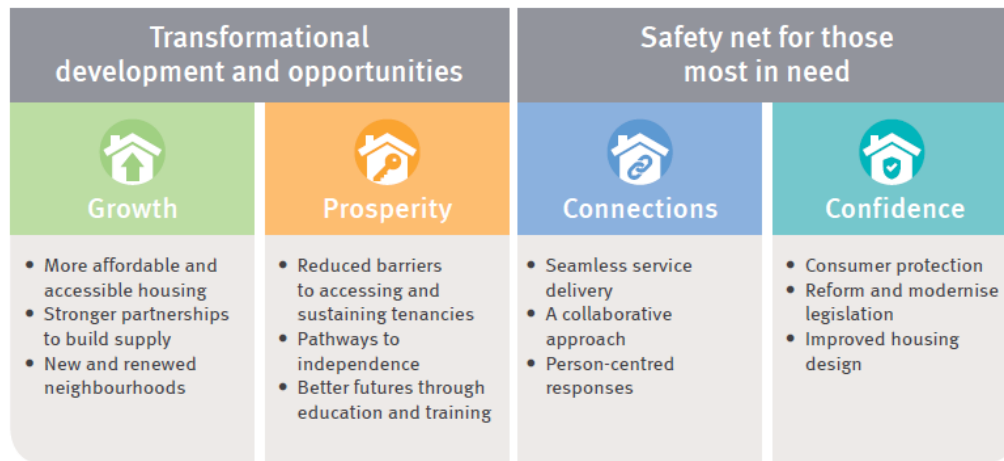 Transformational
development and opportunities
Safety net for those
most in need
Growth
• More affordable and
accessible housing
• Stronger partnerships
to build supply
• New and renewed
neighbourhoods
Prosperity
• Reduced barriers
to accessing and
sustaining tenancies
• Pathways to
independence
• Better futures through
education and training
Connections
• Seamless service
delivery
• A collaborative
approach
• Person-centred
responses
Confidence
• Consumer protection
• Reform and modernise
legislation
• Improved housing
design